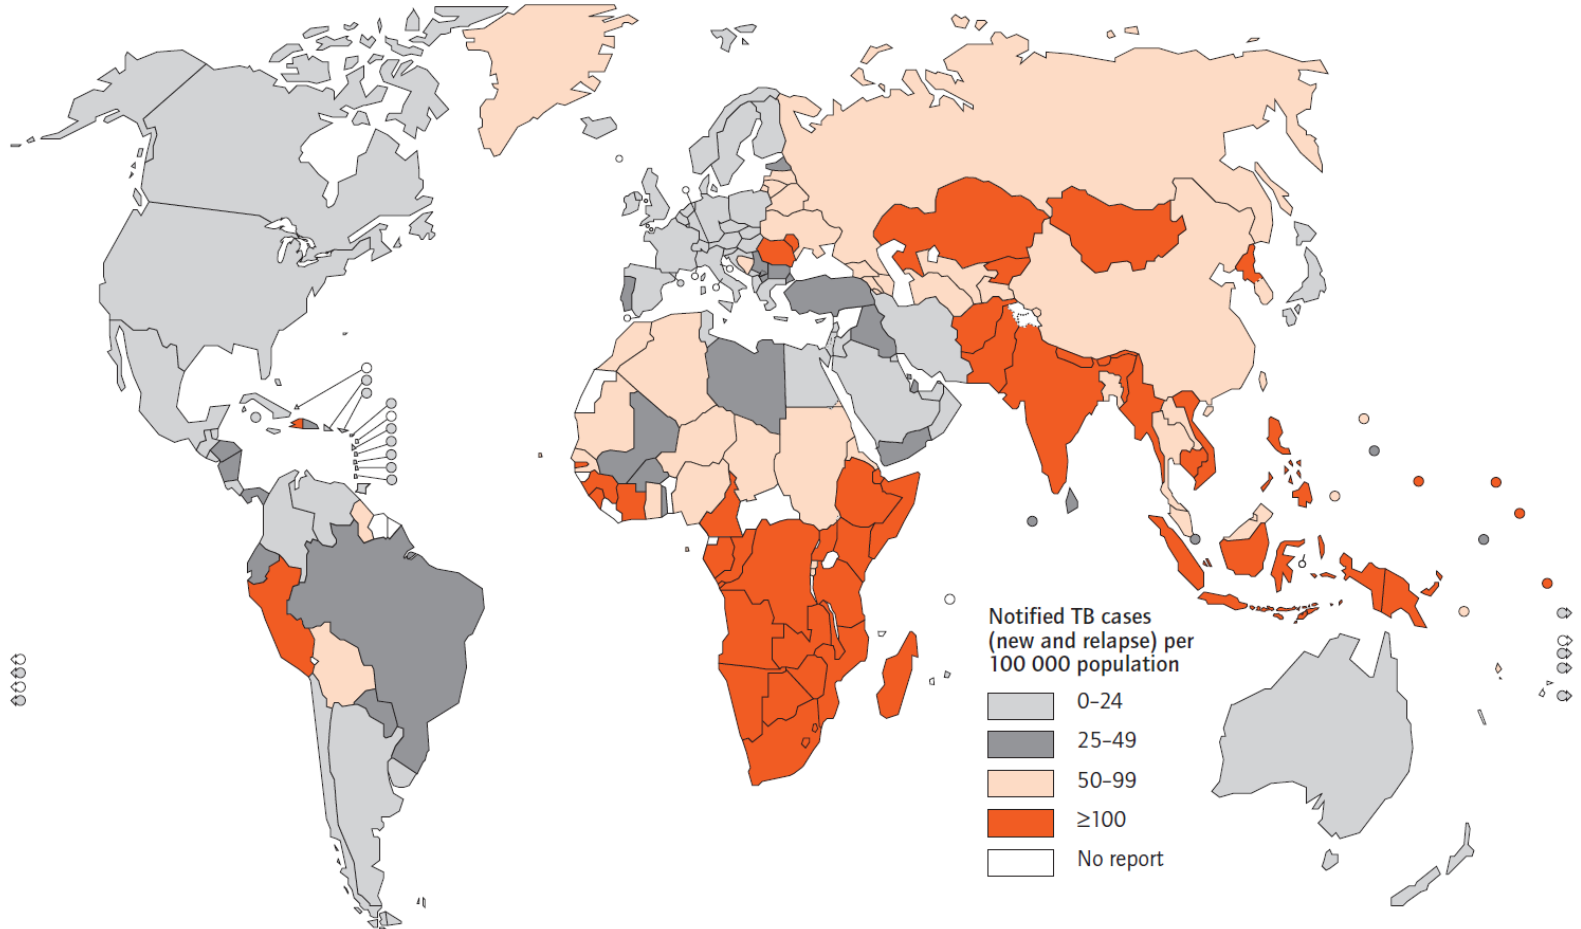 Notified TB cases
(new and relapse) per
100 000 population
0–24
25–49
50–99
≥100
No report